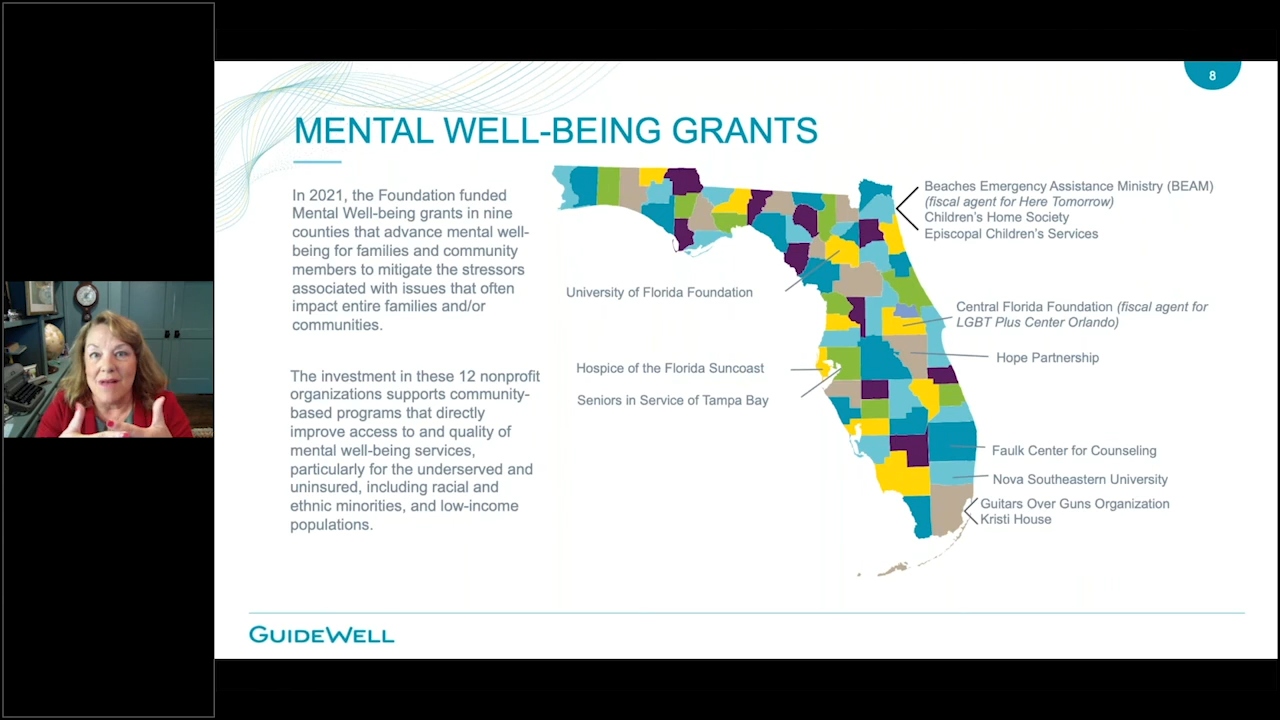 8
MENTAL WELL-BEING GRANTS
In 2021, the Foundation funded
Mental Well-being grants in nine
counties that advance mental well-
being for families and community
members to mitigate the stressors
associated with issues that often
impact entire families and/or
communities.
The investment in these 12 nonprofit
organizations supports community-
based programs that directly
improve access to and quality of
mental well-being services,
particularly for the underserved and
uninsured, including racial and
ethnic minorities, and low-income
populations.
Beaches Emergency Assistance Ministry (BEAM)
(fiscal agent for Here Tomorrow)
Children's Home Society
Episcopal Children's Services
University of Florida Foundation
Central Florida Foundation (fiscal agent for
LGBT Plus Center Orlando)
Hope Partnership
Hospice of the Florida Suncoast
Seniors in Service of Tampa Bay
Faulk Center for Counseling
Nova Southeastern University
Guitars Over Guns Organization
Kristi House
GUIDEWELL